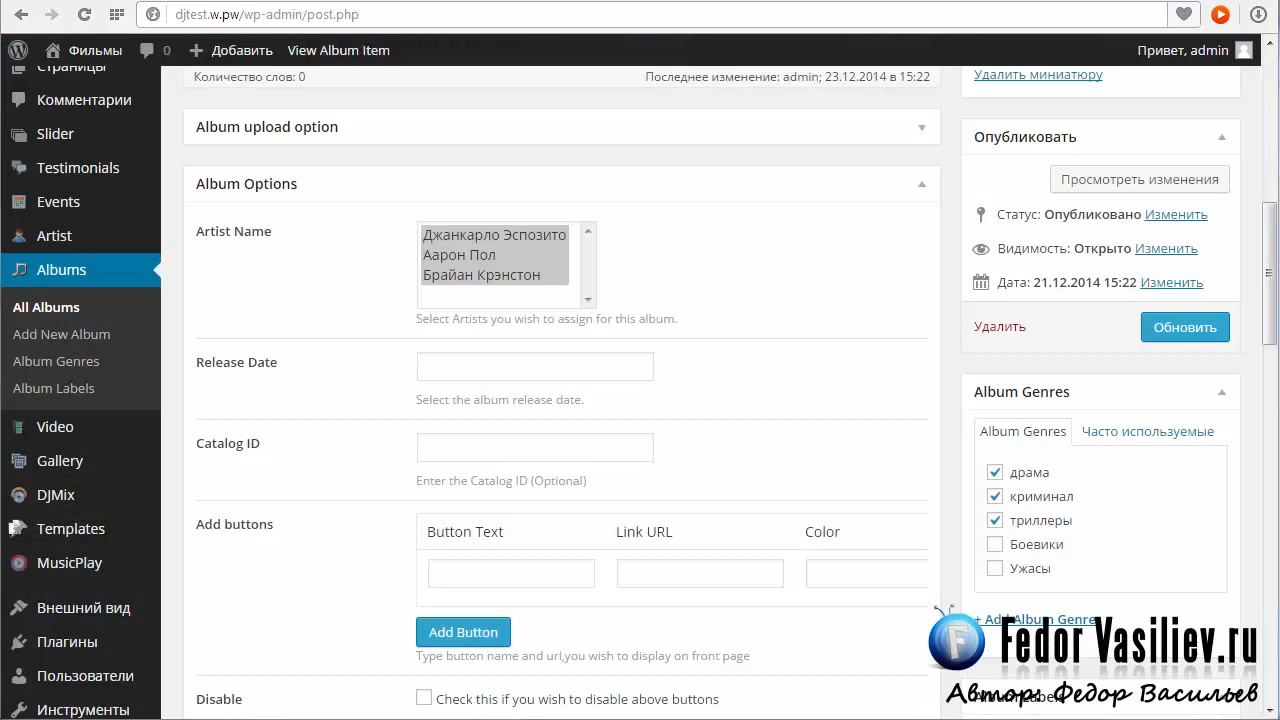 djtest.w.pw/wp-admin/post.php
Фильмы
0
Добавить
View Album Item
Привет, admin
Страницы
Комментарии
Slider
Testimonials
Events
Artist
Albums
All Albums
Add New Album
Album Genres
Album Labels
Video
Gallery
DJMix
Templates
MusicPlay
Внешний вид
Плагины
Пользователи
Инструменты
Количество слов: 0
Последнее изменение: admin; 23.12.2014 в 15:22
Album upload option
Album Options
Artist Name
Джанкарло Эспозито
Аарон Пол
Брайан Крэнстон
Select Artists you wish to assign for this album.
Release Date
Select the album release date.
Catalog ID
Enter the Catalog ID (Optional)
Add buttons
Button Text
Link URL
Color
Add Button
Type button name and url,you wish to display on front page
Disable
Check this if you wish to disable above buttons
Удалить миниатюру
Опубликовать
Просмотреть изменения
Статус: Опубликовано Изменить
Видимость: Открыто Изменить
Дата: 21.12.2014 15:22 Изменить
Удалить
Обновить
Album Genres
Album Genres
Часто используемые
драма
криминал
триллеры
Боевики
Ужасы
+ Add Album Genre
Fedor Vasiliev.ru
Автор: Федор Васильев